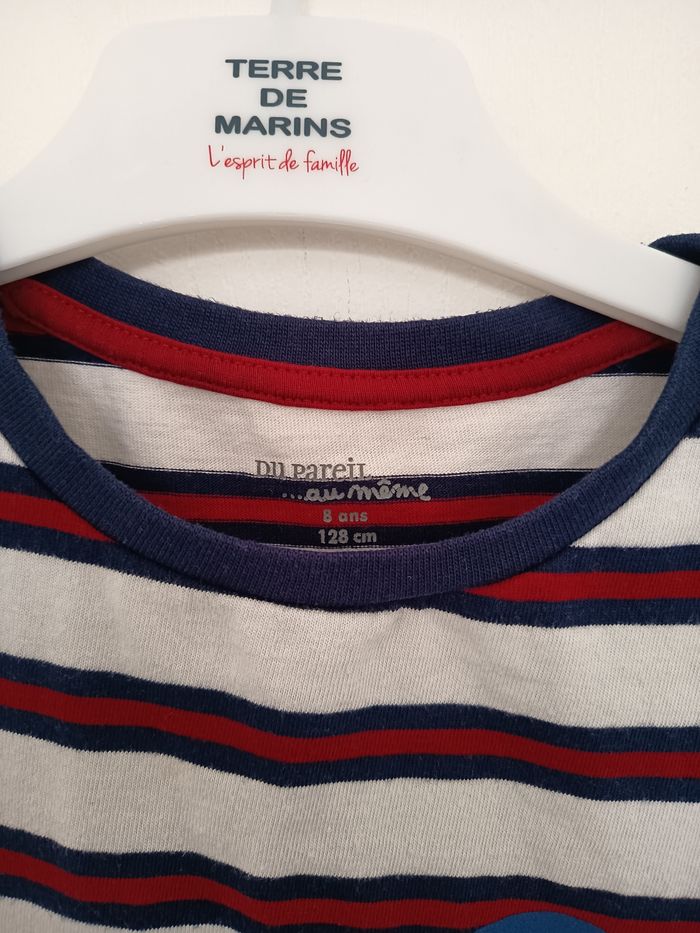 TERRE
DE
MARINS
L'esprit de famille
DU PAREIL
...au même
8 ans
128 cm